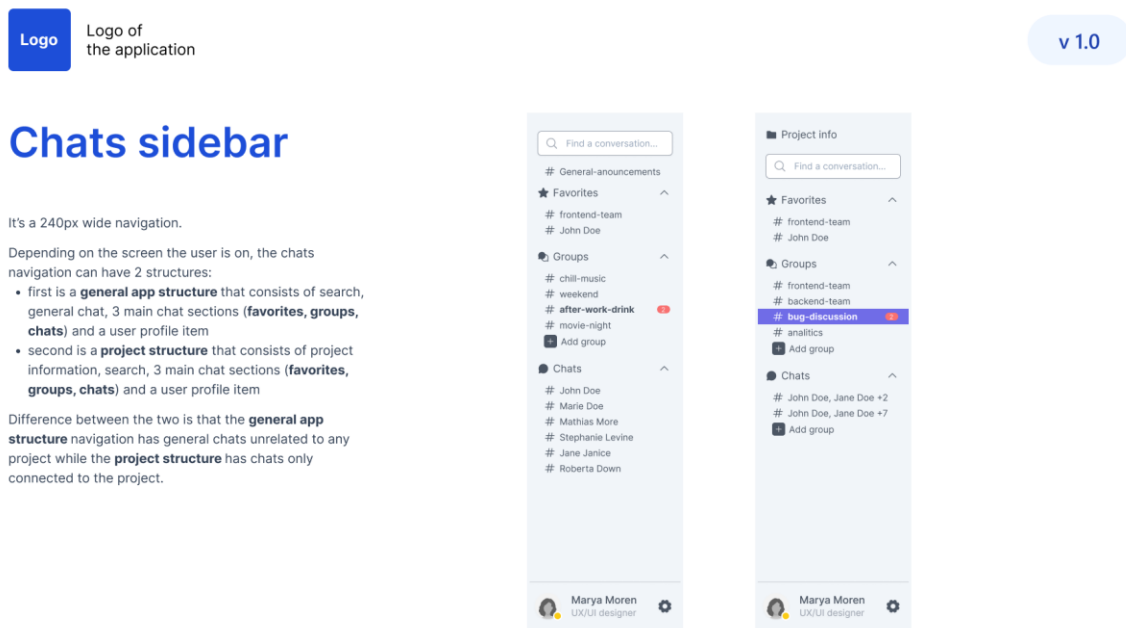 Logo
Logo of
the application
v 1.0
Chats sidebar
It's a 240px wide navigation.
Depending on the screen the user is on, the chats
navigation can have 2 structures:
• first is a general app structure that consists of search,
general chat, 3 main chat sections (favorites, groups,
chats) and a user profile item
• second is a project structure that consists of project
information, search, 3 main chat sections (favorites,
groups, chats) and a user profile item
Difference between the two is that the general app
structure navigation has general chats unrelated to any
project while the project structure has chats only
connected to the project.
Find a conversation...
# General-anouncements
Favorites
# frontend-team
# John Doe
Groups
# chill-music
# weekend
# after-work-drink 2
# movie-night
+ Add group
Chats
# John Doe
# Marie Doe
# Mathias More
# Stephanie Levine
# Jane Janice
# Roberta Down
Marya Moren
UX/UI designer
Project info
Find a conversation...
Favorites
# frontend-team
# John Doe
Groups
# frontend-team
# backend-team
# bug-discussion 3
# analitics
+ Add group
Chats
# John Doe, Jane Doe +2
# John Doe, Jane Doe +7
+ Add group
Marya Moren
UX/UI designer